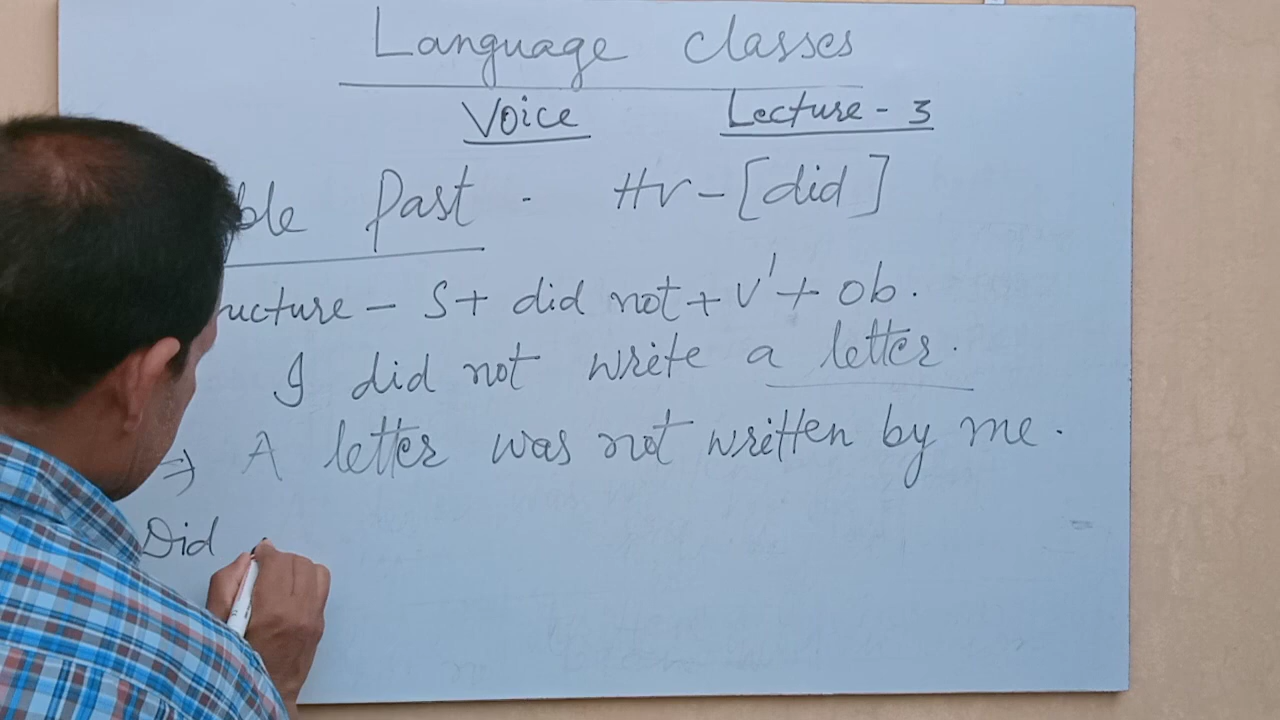 Language classes
Voice Lecture - 3
ble Past - HV - [did]
ructure - S + did not + V' + ob.
I did not write a letter.
⇒ A letter was not written by me.
Did